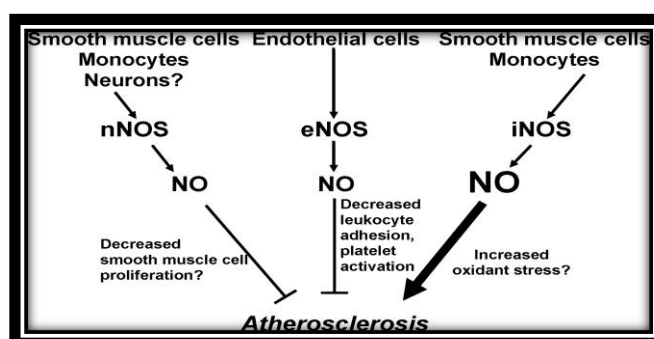 Smooth muscle cells
Monocytes
Neurons?
nNOS
NO
Decreased
smooth muscle cell
proliferation?
Endothelial cells
eNOS
NO
Decreased
leukocyte
adhesion,
platelet
activation
Smooth muscle cells
Monocytes
iNOS
NO
Increased
oxidant stress?
Atherosclerosis